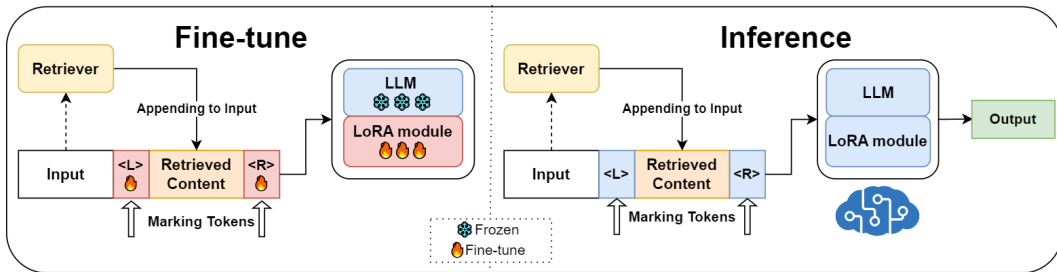 Fine-tune
Retriever
Appending to Input
LLM
LoRA module
Input
<L>
Retrieved
Content
<R>
Marking Tokens
Frozen
Fine-tune
Inference
Retriever
Appending to Input
LLM
LoRA module
Output
Input
<L>
Retrieved
Content
<R>
Marking Tokens